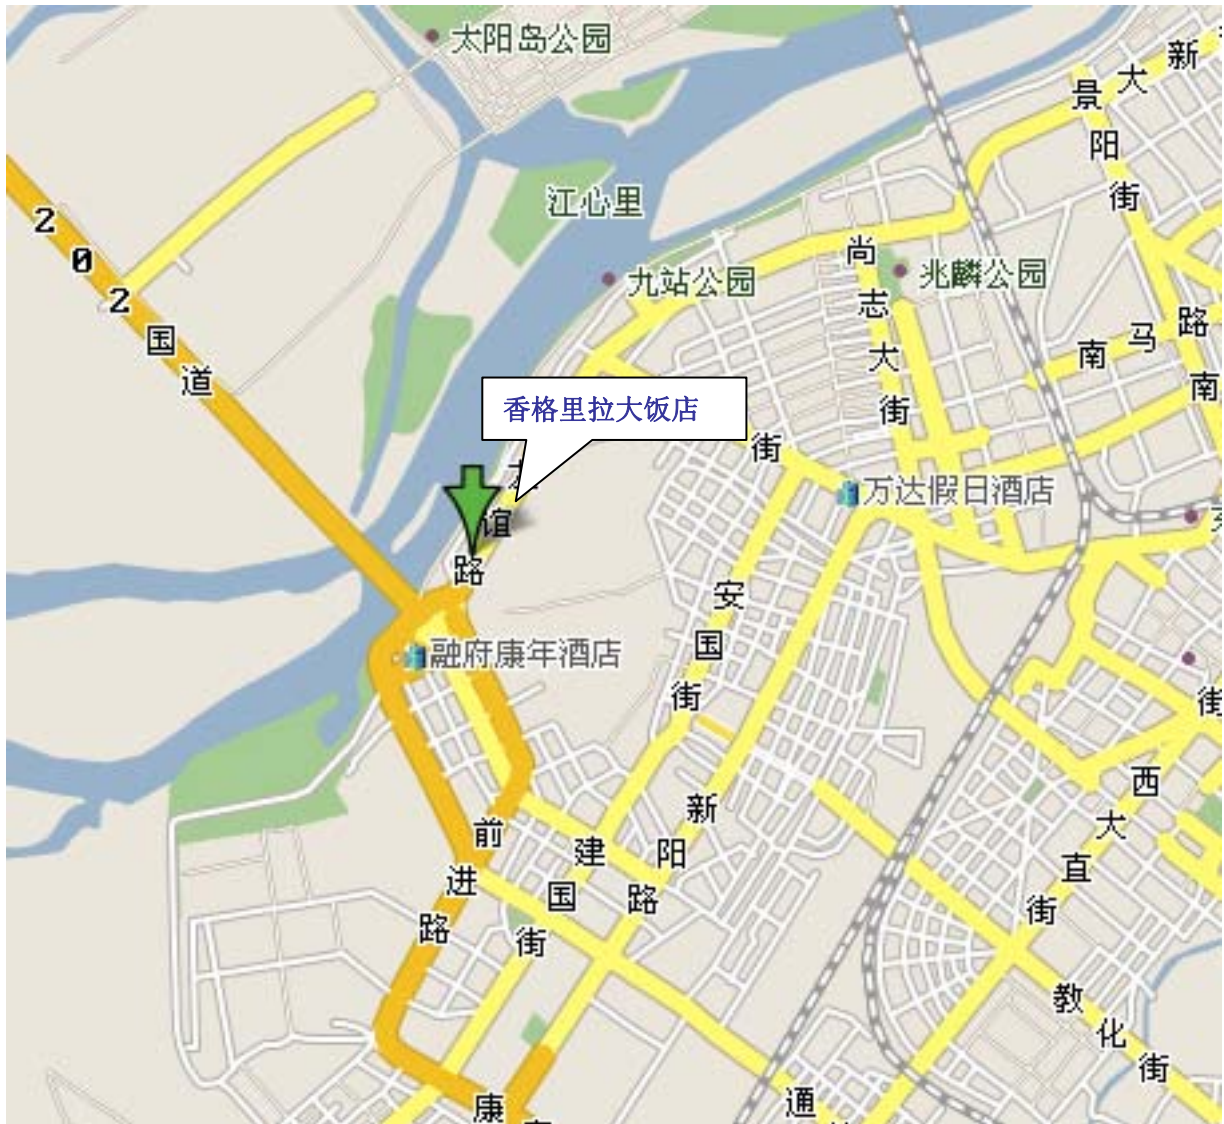 太阳岛公园
大新
景阳街
江心里
202国道
九站公园
尚志大街
兆麟公园
南马路
南
香格里拉大饭店
街
万达假日酒店
谊路
安国街
融府康年酒店
街
西大直街
新阳路
前进路
建国街
教化街
通
康